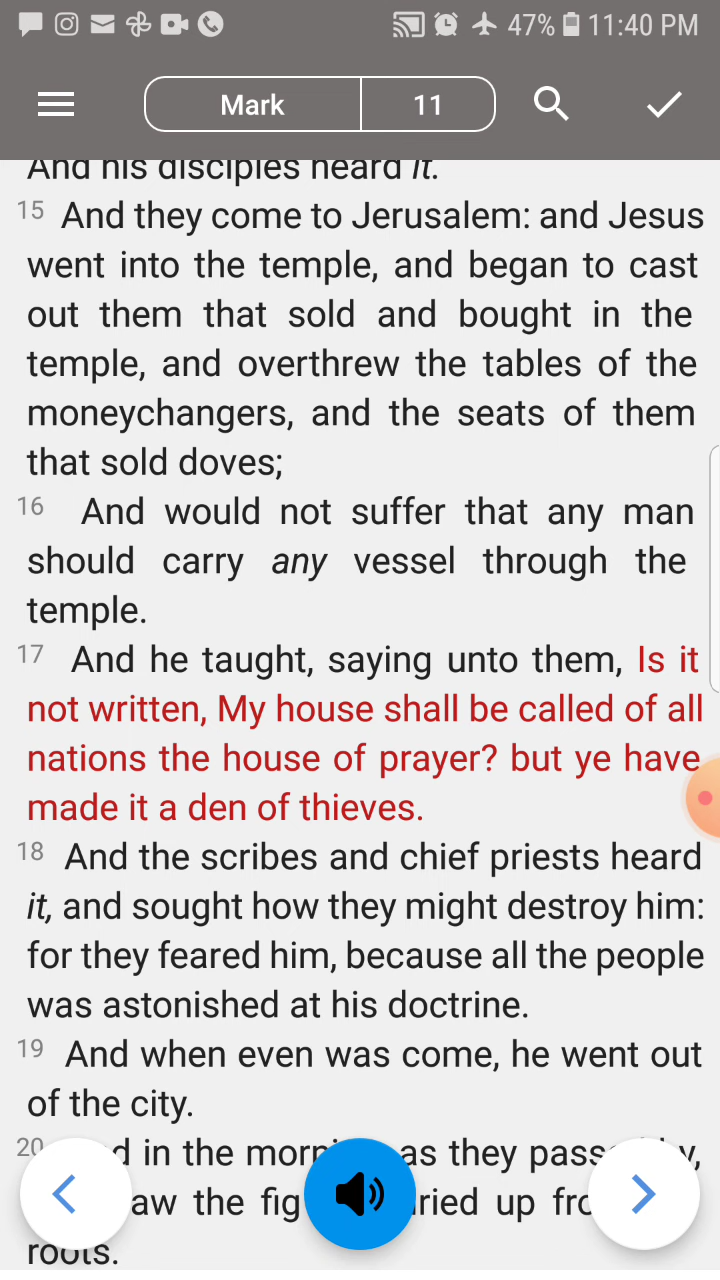 47% 11:40 PM
Mark 11
And his disciples heard it.
15 And they come to Jerusalem: and Jesus
went into the temple, and began to cast
out them that sold and bought in the
temple, and overthrew the tables of the
moneychangers, and the seats of them
that sold doves;
16 And would not suffer that any man
should carry any vessel through the
temple.
17 And he taught, saying unto them, Is it
not written, My house shall be called of all
nations the house of prayer? but ye have
made it a den of thieves.
18 And the scribes and chief priests heard
it, and sought how they might destroy him:
for they feared him, because all the people
was astonished at his doctrine.
19 And when even was come, he went out
of the city.
20 in the as they
the fig up
roots.